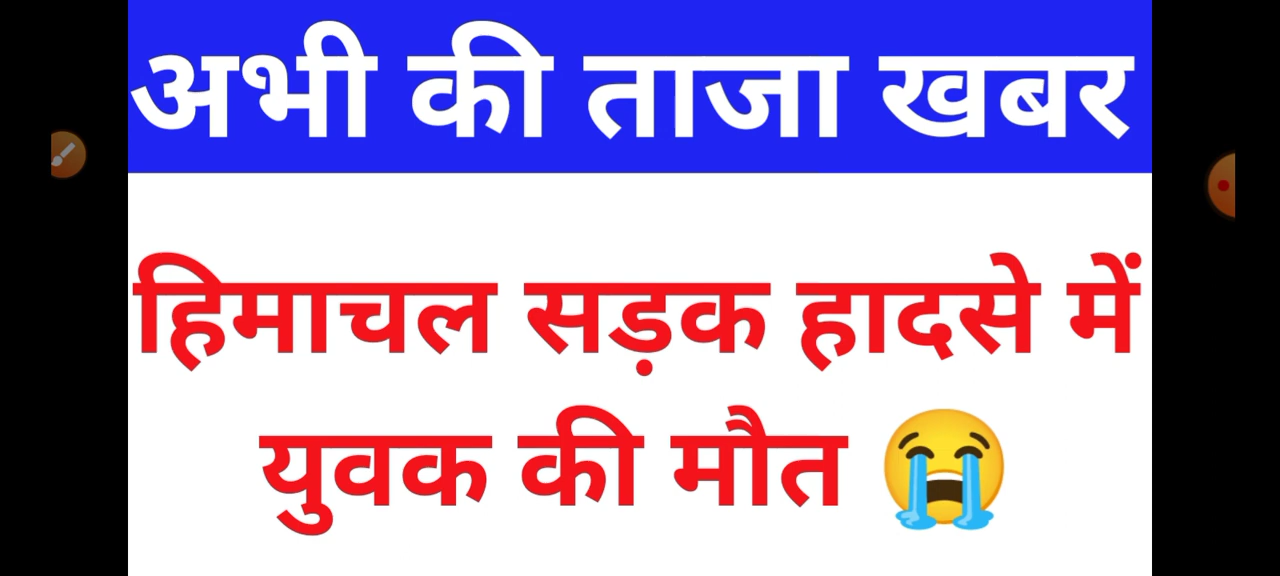 अभी की ताजा खबर
हिमाचल सड़क हादसे में
युवक की मौत 😭